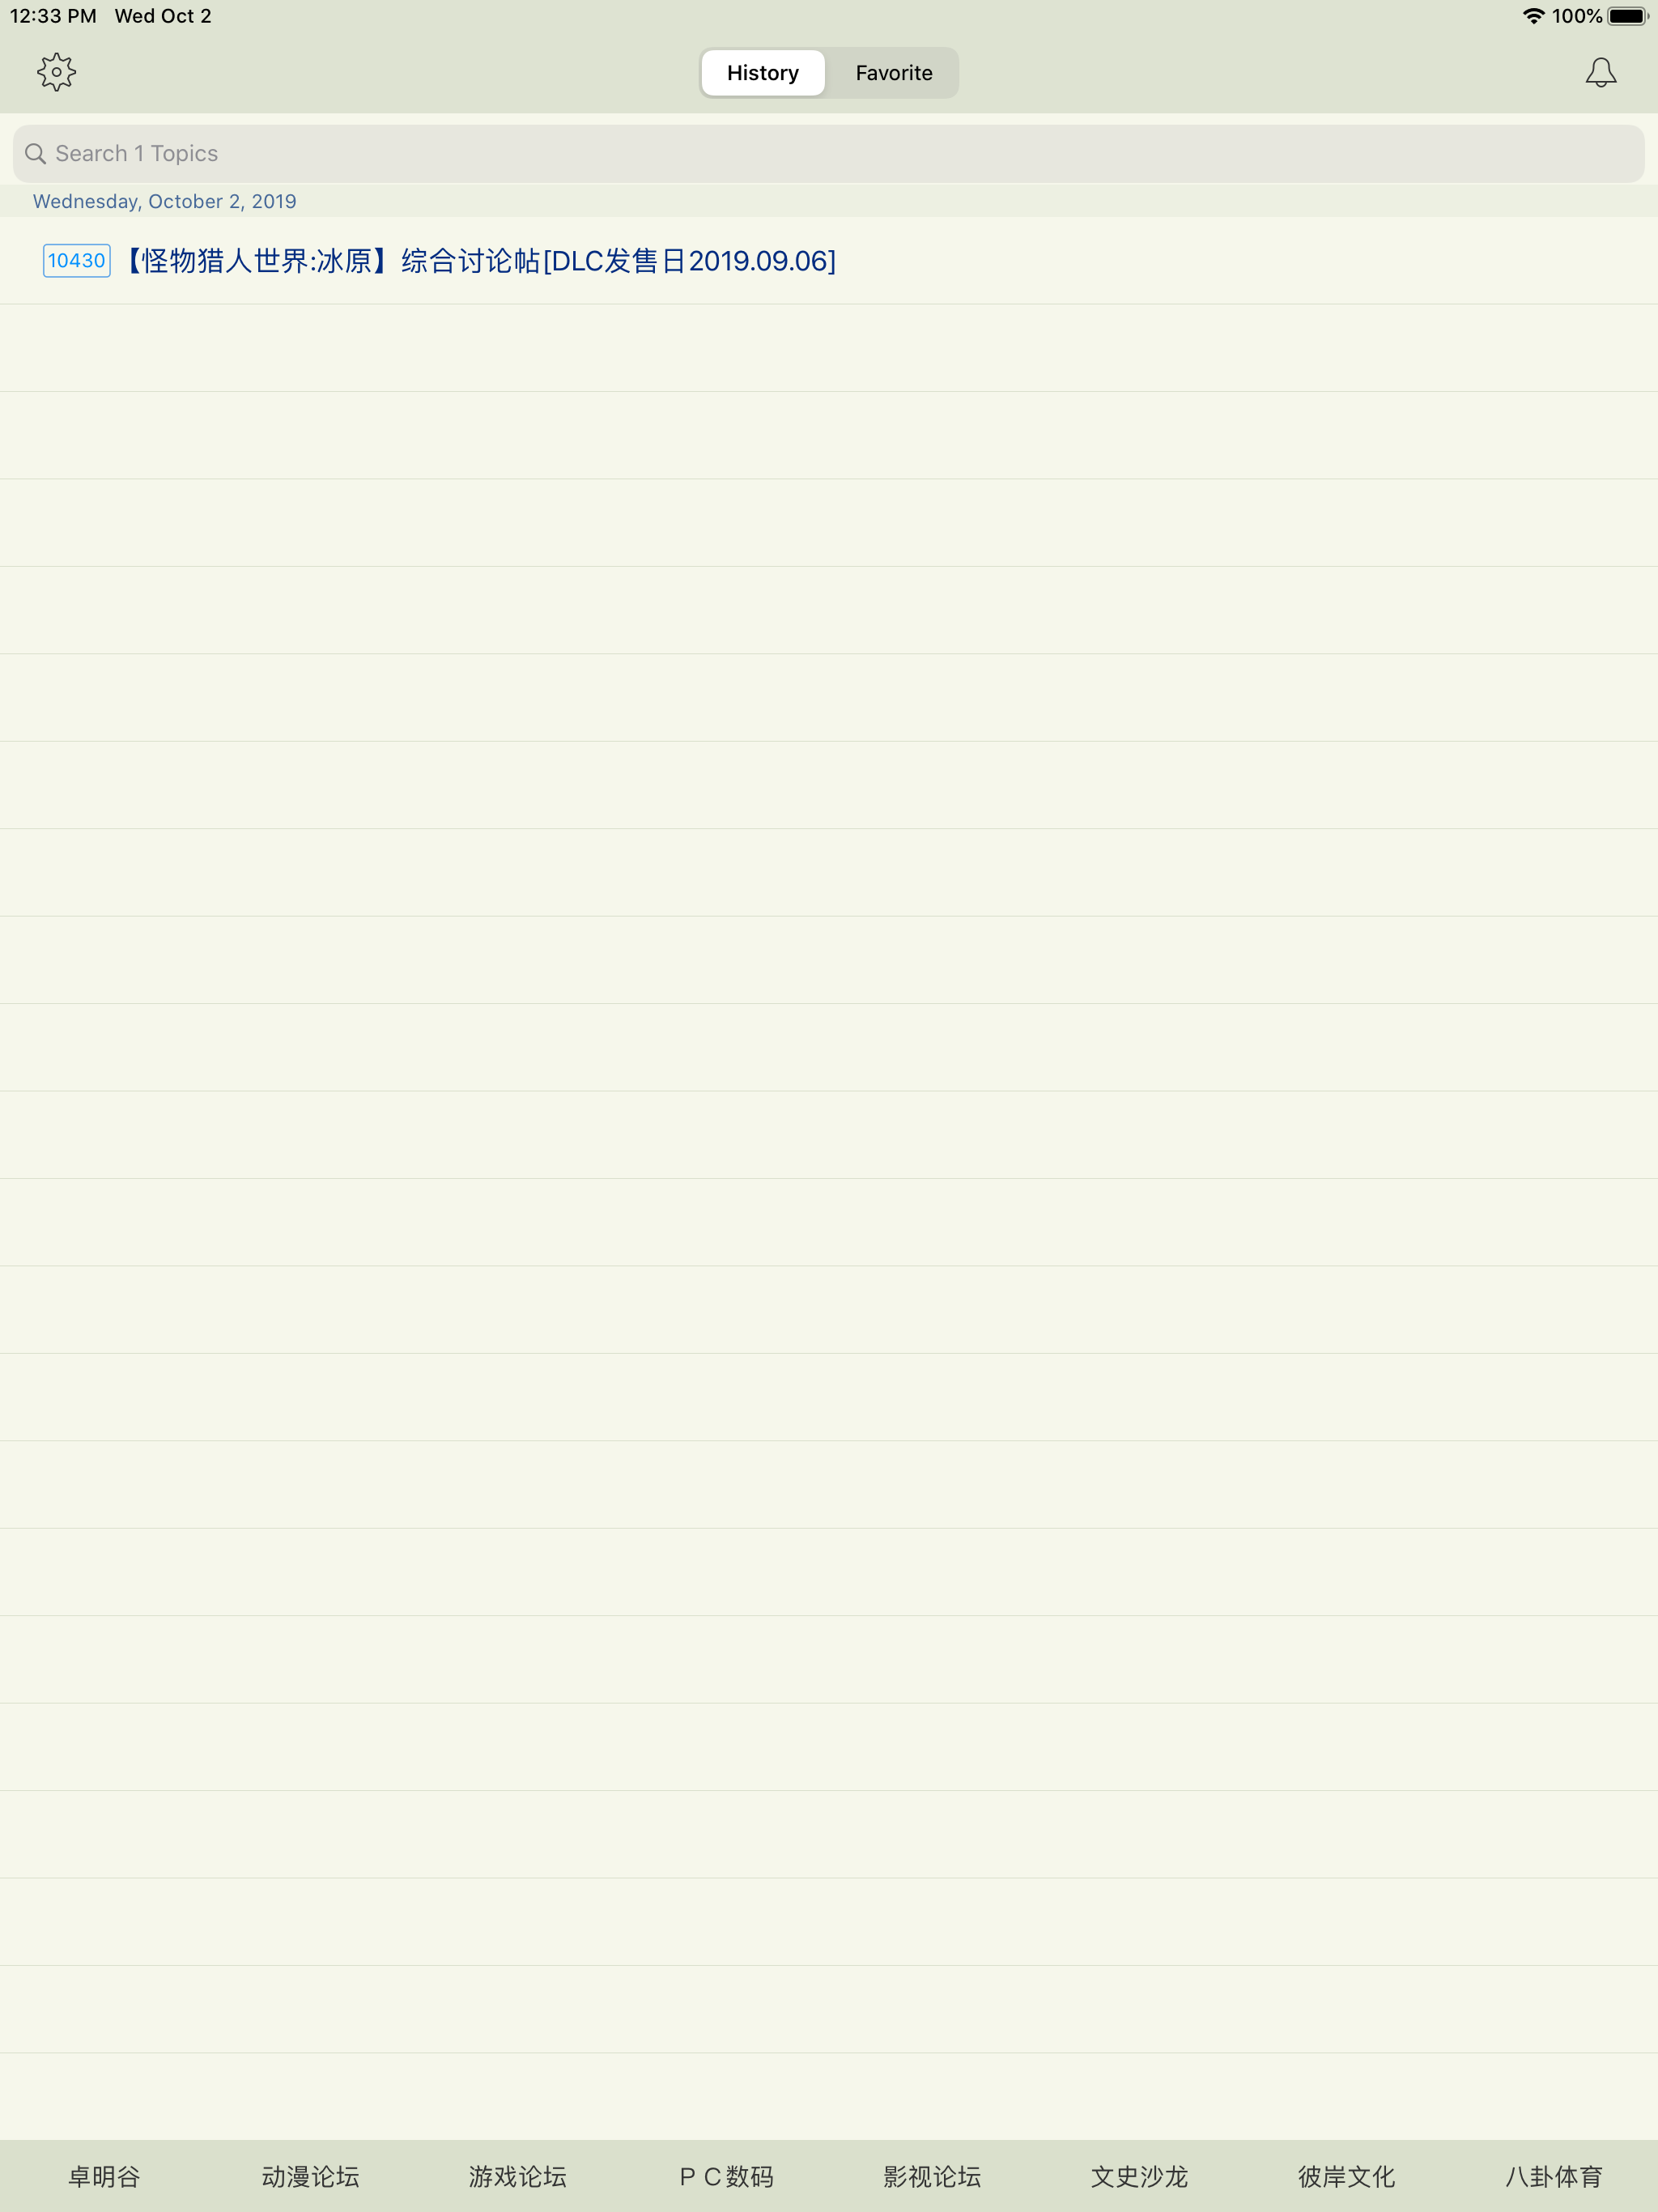 12:33 PM Wed Oct 2 100%
History Favorite
Search 1 Topics
Wednesday, October 2, 2019
10430 【怪物猎人世界:冰原】综合讨论帖[DLC发售日2019.09.06]
卓明谷 动漫论坛 游戏论坛 ＰＣ数码 影视论坛 文史沙龙 彼岸文化 八卦体育